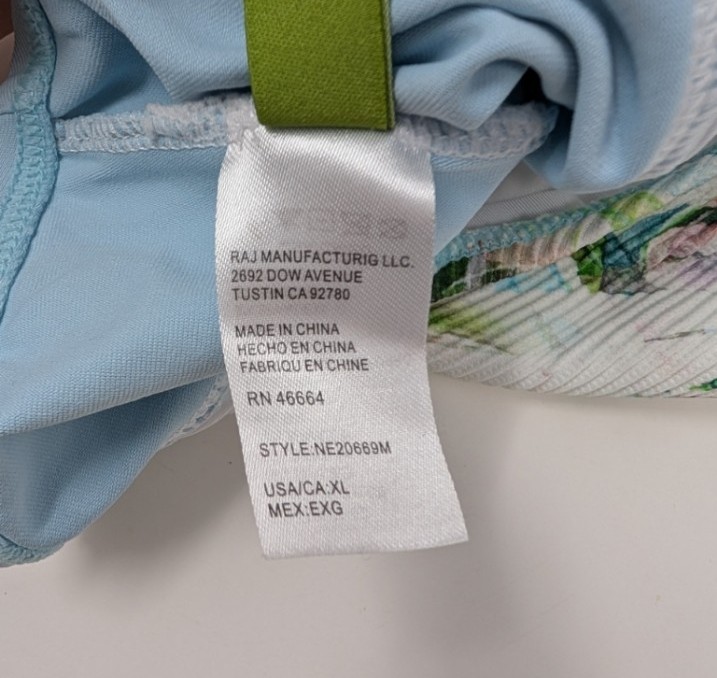 RAJ MANUFACTURIG LLC.
2692 DOW AVENUE
TUSTIN CA 92780
MADE IN CHINA
HECHO EN CHINA
FABRIQU EN CHINE
RN 46664
STYLE:NE20669M
USA/CA:XL
MEX:EXG